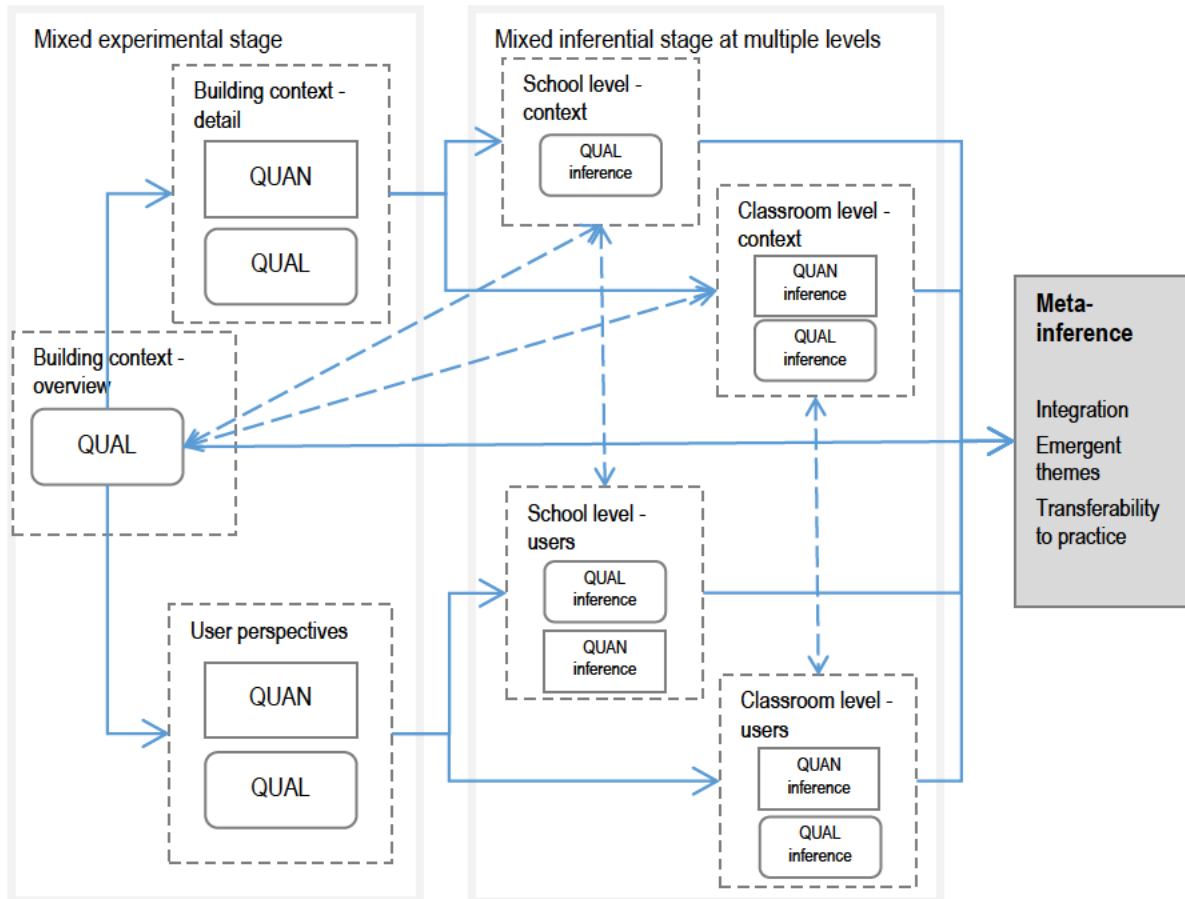 Mixed experimental stage
Building context -
detail
QUAN
QUAL
Building context -
overview
QUAL
User perspectives
QUAN
QUAL
Mixed inferential stage at multiple levels
School level -
context
QUAL
inference
Classroom level -
context
QUAN
inference
QUAL
inference
School level -
users
QUAL
inference
QUAN
inference
Classroom level -
users
QUAN
inference
QUAL
inference
Meta-
inference
Integration
Emergent
themes
Transferability
to practice